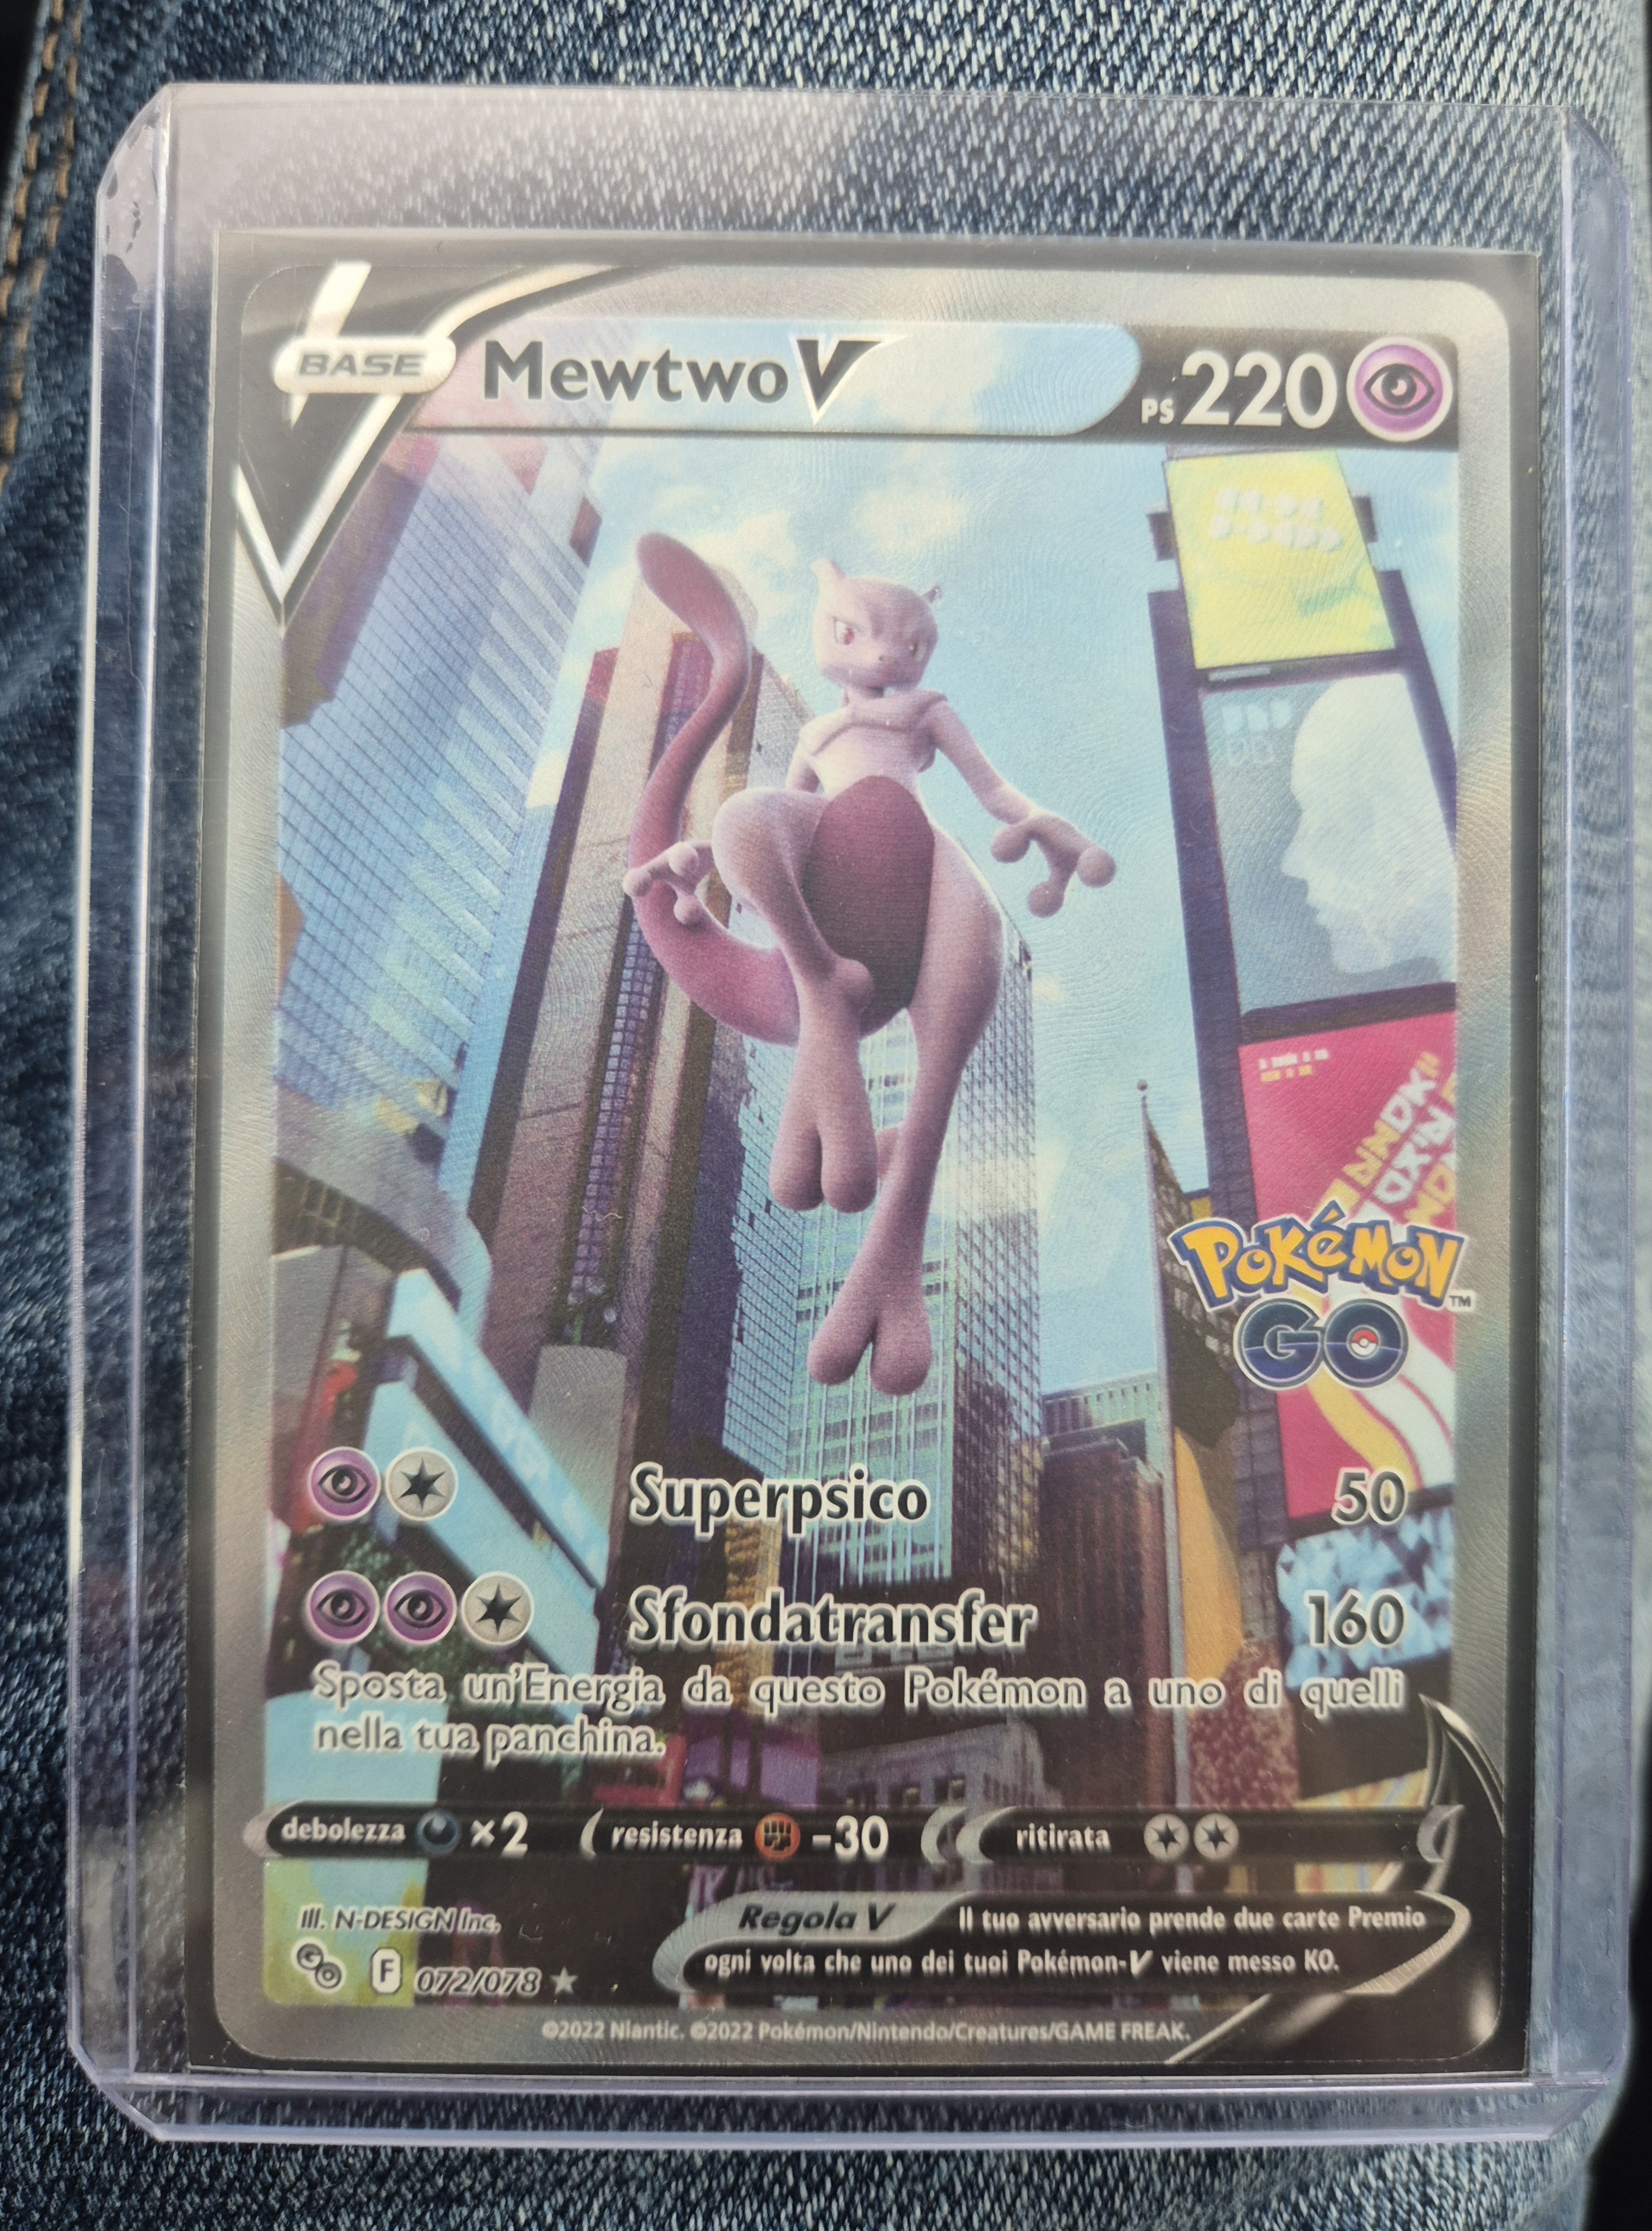 BASE
Mewtwo V
PS 220
POKéMON™
GO
Superpsico 50
Sfondatransfer 160
Sposta un'Energia da questo Pokémon a uno di quelli
nella tua panchina.
debolezza ×2 resistenza -30 ritirata
Ill. N-DESIGN Inc.
Regola V Il tuo avversario prende due carte Premio
ogni volta che uno dei tuoi Pokémon-V viene messo KO.
GO F 072/078 ★
©2022 Niantic. ©2022 Pokémon/Nintendo/Creatures/GAME FREAK.